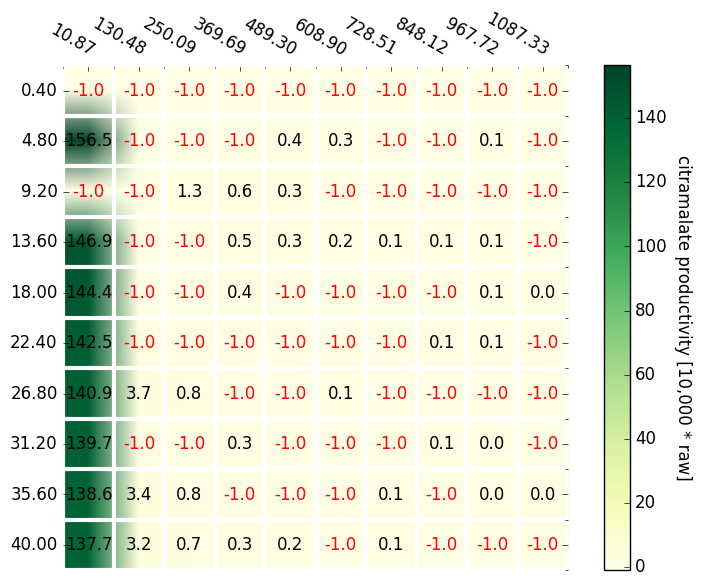 10.87 130.48 250.09 369.69 489.30 608.90 728.51 848.12 967.72 1087.33
0.40 -1.0 -1.0 -1.0 -1.0 -1.0 -1.0 -1.0 -1.0 -1.0 -1.0
4.80 156.5 -1.0 -1.0 -1.0 0.4 0.3 -1.0 -1.0 0.1 -1.0
9.20 -1.0 -1.0 1.3 0.6 0.3 -1.0 -1.0 -1.0 -1.0 -1.0
13.60 146.9 -1.0 -1.0 0.5 0.3 0.2 0.1 0.1 0.1 -1.0
18.00 144.4 -1.0 -1.0 0.4 -1.0 -1.0 -1.0 -1.0 0.1 0.0
22.40 142.5 -1.0 -1.0 -1.0 -1.0 -1.0 -1.0 0.1 0.1 -1.0
26.80 140.9 3.7 0.8 -1.0 -1.0 0.1 -1.0 -1.0 -1.0 -1.0
31.20 139.7 -1.0 -1.0 0.3 -1.0 -1.0 -1.0 0.1 0.0 -1.0
35.60 138.6 3.4 0.8 -1.0 -1.0 -1.0 0.1 -1.0 0.0 0.0
40.00 137.7 3.2 0.7 0.3 0.2 -1.0 0.1 -1.0 -1.0 -1.0
140
120
100
80
60
40
20
0
citramalate productivity [10,000 * raw]